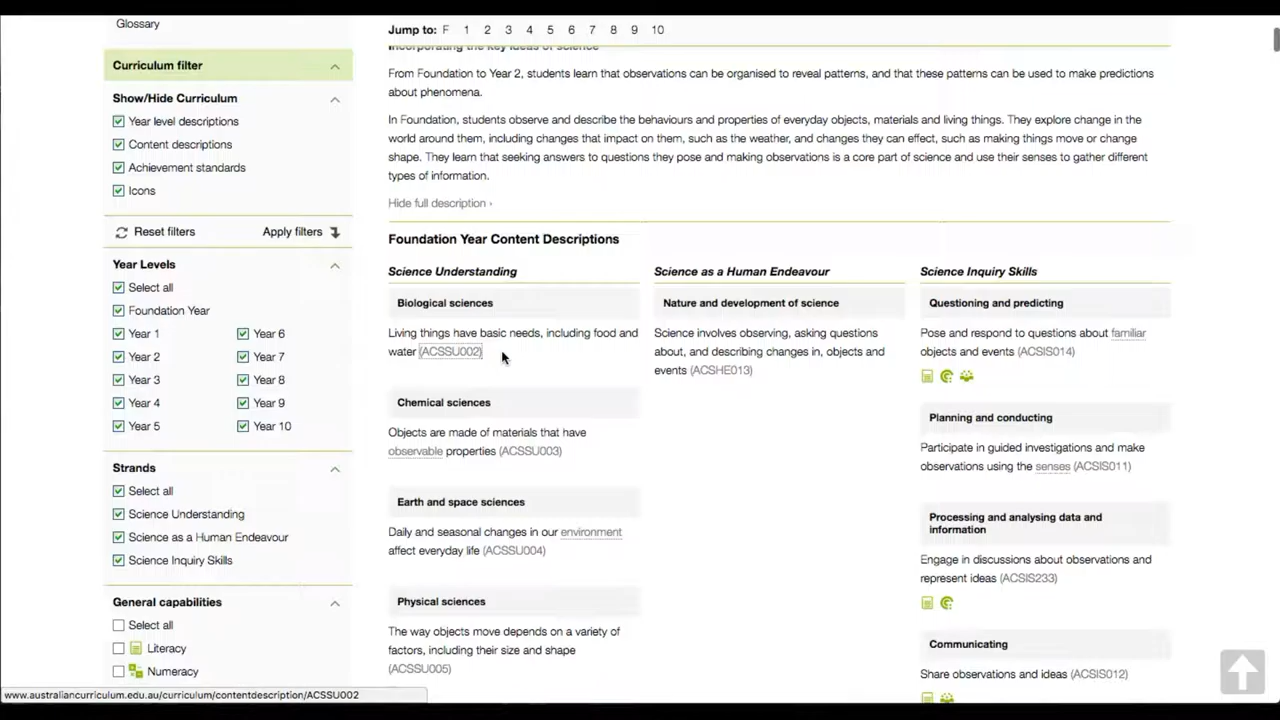 Glossary
Curriculum filter
Show/Hide Curriculum
Year level descriptions
Content descriptions
Achievement standards
Icons
Reset filters
Apply filters
Year Levels
Select all
Foundation Year
Year 1
Year 6
Year 2
Year 7
Year 3
Year 8
Year 4
Year 9
Year 5
Year 10
Strands
Select all
Science Understanding
Science as a Human Endeavour
Science Inquiry Skills
General capabilities
Select all
Literacy
Numeracy
Jump to: F 1 2 3 4 5 6 7 8 9 10
Incorporating the key ideas of science
From Foundation to Year 2, students learn that observations can be organised to reveal patterns, and that these patterns can be used to make predictions
about phenomena.
In Foundation, students observe and describe the behaviours and properties of everyday objects, materials and living things. They explore change in the
world around them, including changes that impact on them, such as the weather, and changes they can effect, such as making things move or change
shape. They learn that seeking answers to questions they pose and making observations is a core part of science and use their senses to gather different
types of information.
Hide full description ›
Foundation Year Content Descriptions
Science Understanding
Biological sciences
Living things have basic needs, including food and
water (ACSSU002)
Chemical sciences
Objects are made of materials that have
observable properties (ACSSU003)
Earth and space sciences
Daily and seasonal changes in our environment
affect everyday life (ACSSU004)
Physical sciences
The way objects move depends on a variety of
factors, including their size and shape
(ACSSU005)
Science as a Human Endeavour
Nature and development of science
Science involves observing, asking questions
about, and describing changes in, objects and
events (ACSHE013)
Science Inquiry Skills
Questioning and predicting
Pose and respond to questions about familiar
objects and events (ACSIS014)
Planning and conducting
Participate in guided investigations and make
observations using the senses (ACSIS011)
Processing and analysing data and
information
Engage in discussions about observations and
represent ideas (ACSIS233)
Communicating
Share observations and ideas (ACSIS012)
www.australiancurriculum.edu.au/curriculum/contentdescription/ACSSU002